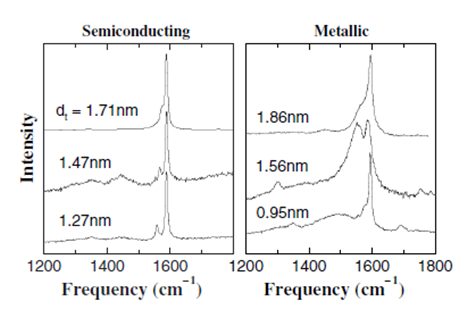 Semiconducting
Metallic
Intensity
dₜ = 1.71nm
1.47nm
1.27nm
1.86nm
1.56nm
0.95nm
1200 1400 1600 1200 1400 1600 1800
Frequency (cm⁻¹) Frequency (cm⁻¹)